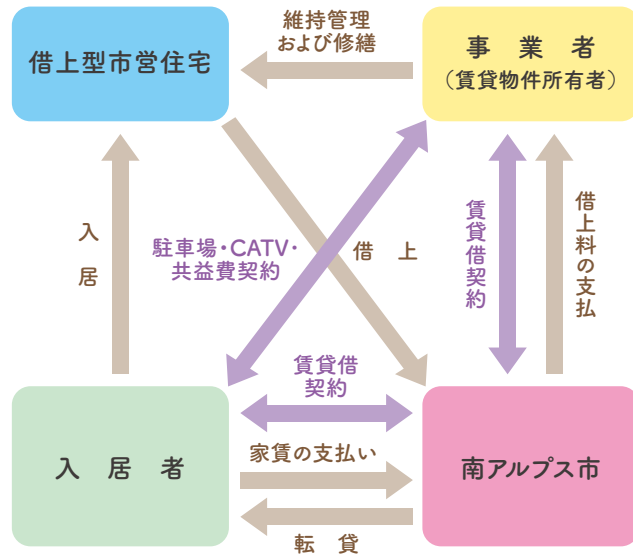 借上型市営住宅
維持管理
および修繕
事業者
（賃貸物件所有者）
入居
駐車場・CATV・
共益費契約
借上
賃貸借契約
借上料の支払
賃貸借
契約
入居者
家賃の支払い
南アルプス市
転貸